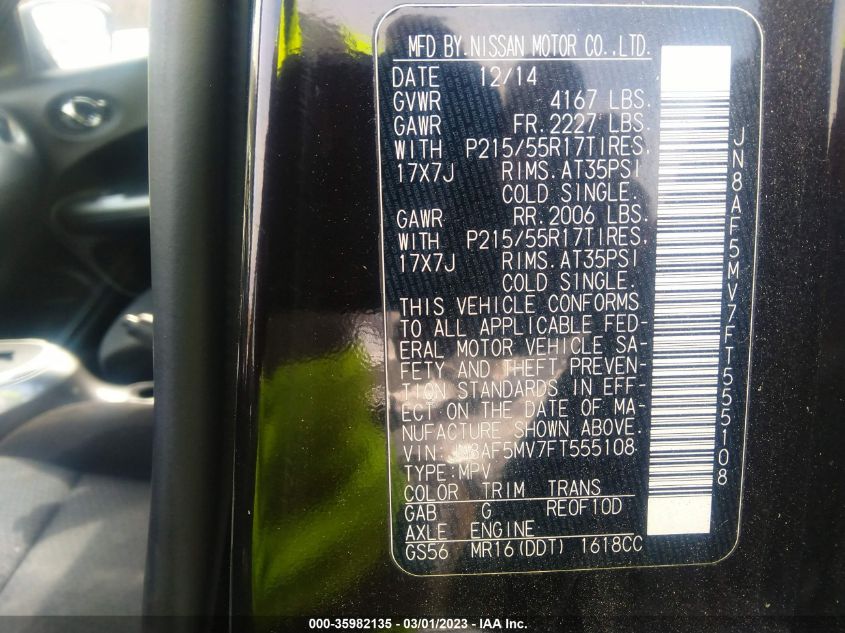 MFD BY.NISSAN MOTOR CO.,LTD.
DATE 12/14
GVWR 4167 LBS.
GAWR FR.2227 LBS.
WITH P215/55R17TIRES.
17X7J RIMS.AT35PSI
COLD SINGLE.
GAWR RR.2006 LBS.
WITH P215/55R17TIRES.
17X7J RIMS.AT35PSI
COLD SINGLE.
THIS VEHICLE CONFORMS
TO ALL APPLICABLE FED-
ERAL MOTOR VEHICLE SA-
FETY AND THEFT PREVEN-
TION STANDARDS IN EFF-
ECT ON THE DATE OF MA-
NUFACTURE SHOWN ABOVE.
VIN: JN8AF5MV7FT555108
TYPE:MPV
COLOR TRIM TRANS
GAB G RE0F10D
AXLE ENGINE
GS56 MR16(DDT) 1618CC
JN8AF5MV7FT555108
000-35982135 - 03/01/2023 - IAA Inc.